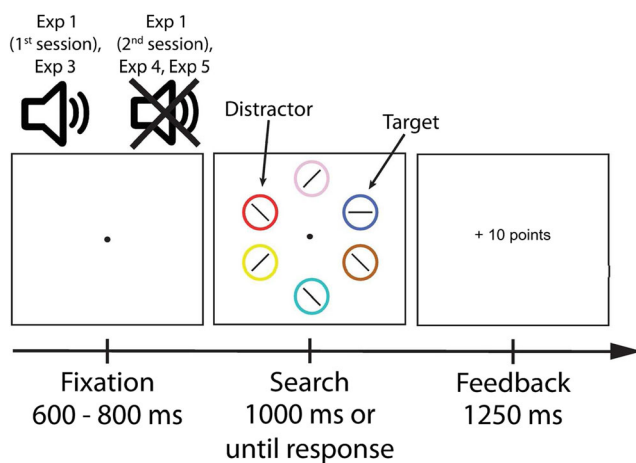 Exp 1
(1st session),
Exp 3
Exp 1
(2nd session),
Exp 4, Exp 5
Distractor
Target
+ 10 points
Fixation
600 - 800 ms
Search
1000 ms or
until response
Feedback
1250 ms